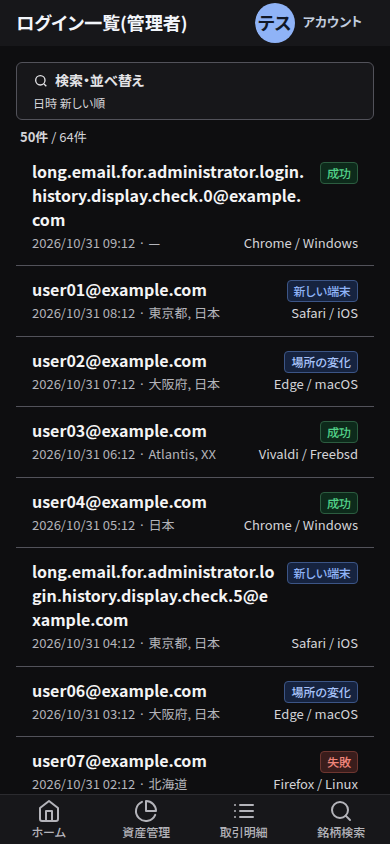 ログイン一覧(管理者)
テス アカウント
検索・並べ替え
日時 新しい順
50件 / 64件
long.email.for.administrator.login. 成功
history.display.check.0@example.
com
2026/10/31 09:12 · — Chrome / Windows
user01@example.com 新しい端末
2026/10/31 08:12 · 東京都, 日本 Safari / iOS
user02@example.com 場所の変化
2026/10/31 07:12 · 大阪府, 日本 Edge / macOS
user03@example.com 成功
2026/10/31 06:12 · Atlantis, XX Vivaldi / Freebsd
user04@example.com 成功
2026/10/31 05:12 · 日本 Chrome / Windows
long.email.for.administrator.lo 新しい端末
gin.history.display.check.5@e
xample.com
2026/10/31 04:12 · 東京都, 日本 Safari / iOS
user06@example.com 場所の変化
2026/10/31 03:12 · 大阪府, 日本 Edge / macOS
user07@example.com 失敗
2026/10/31 02:12 · 北海道 Firefox / Linux
ホーム 資産管理 取引明細 銘柄検索